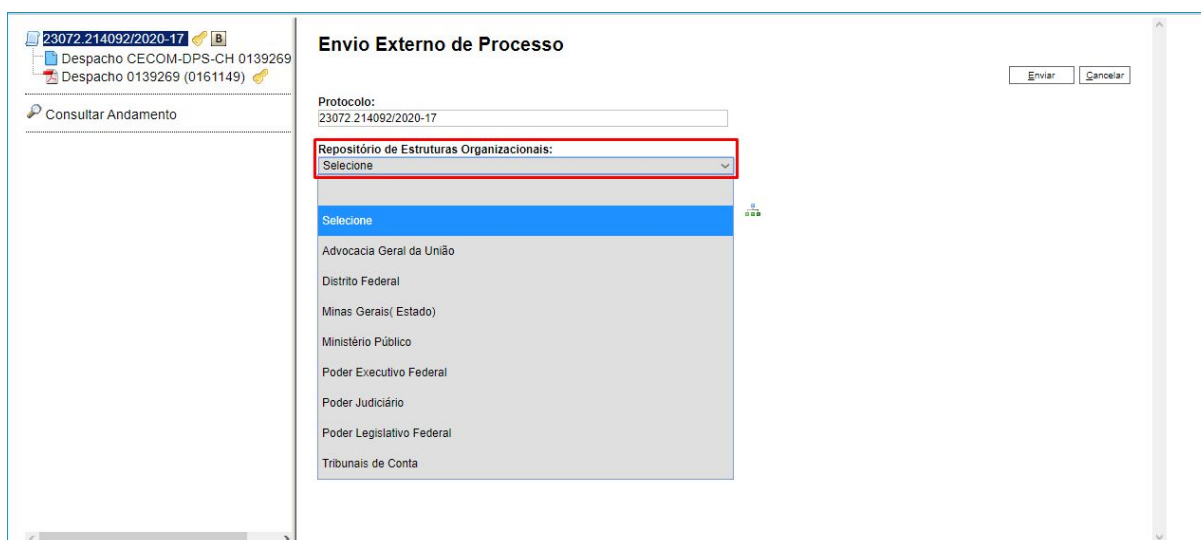 23072.214092/2020-17 B
Despacho CECOM-DPS-CH 0139269
Despacho 0139269 (0161149)
Consultar Andamento
Envio Externo de Processo
Enviar Cancelar
Protocolo:
23072.214092/2020-17
Repositório de Estruturas Organizacionais:
Selecione
Selecione
Advocacia Geral da União
Distrito Federal
Minas Gerais( Estado)
Ministério Público
Poder Executivo Federal
Poder Judiciário
Poder Legislativo Federal
Tribunais de Conta